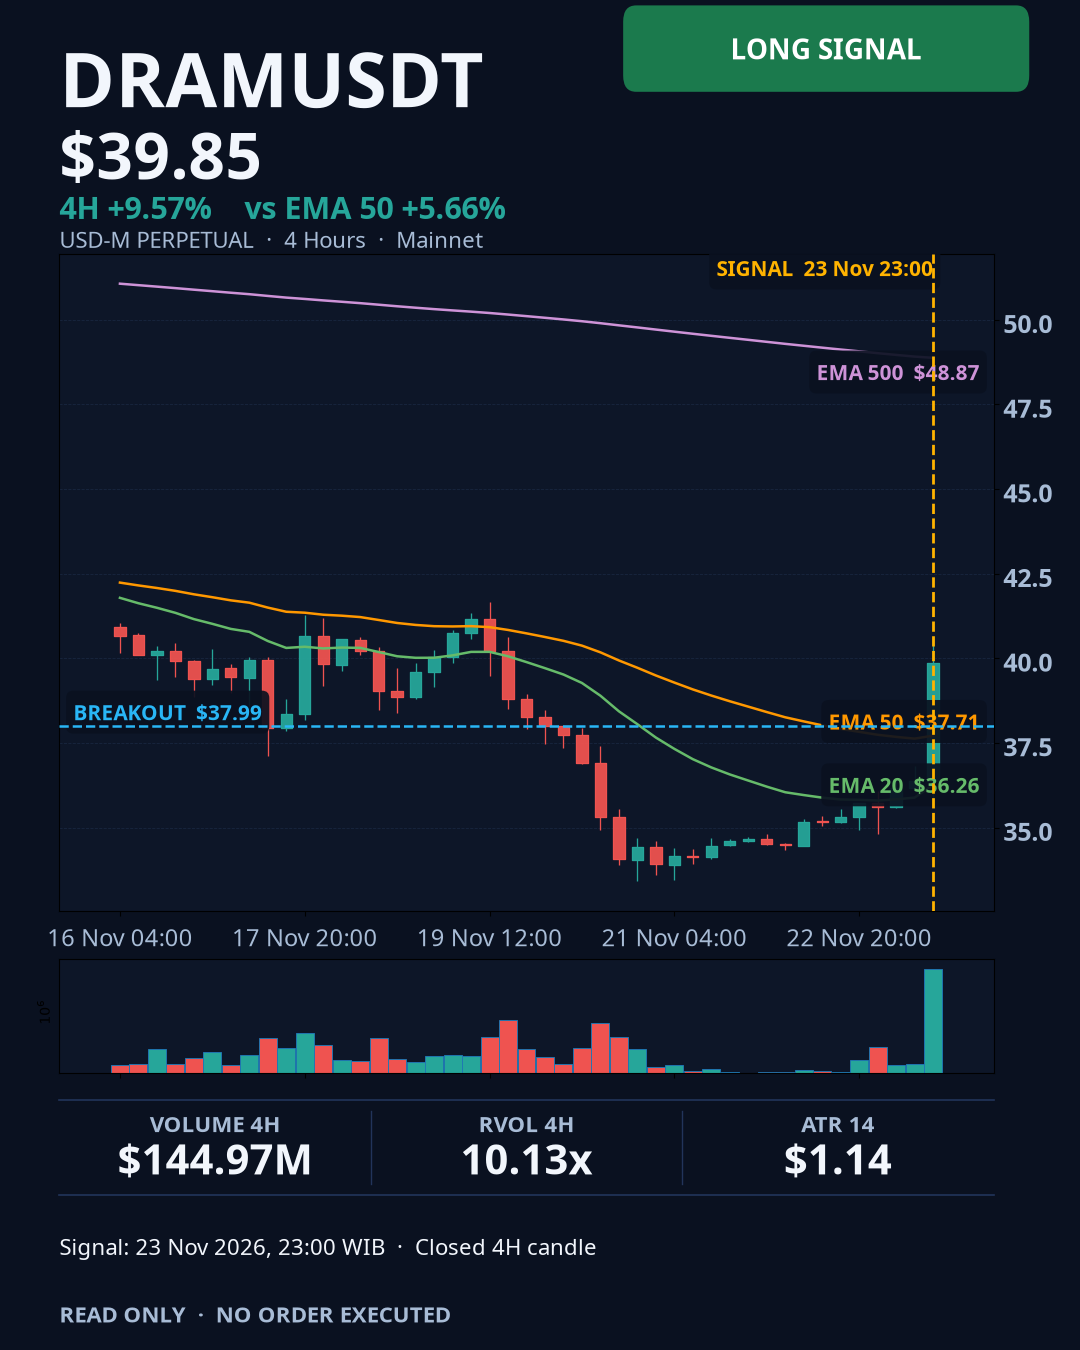 LONG SIGNAL
DRAMUSDT
$39.85
4H +9.57% vs EMA 50 +5.66%
USD-M PERPETUAL · 4 Hours · Mainnet
SIGNAL 23 Nov 23:00
50.0
EMA 500 $48.87
47.5
45.0
42.5
40.0
BREAKOUT $37.99
EMA 50 $37.71
37.5
EMA 20 $36.26
35.0
16 Nov 04:00 17 Nov 20:00 19 Nov 12:00 21 Nov 04:00 22 Nov 20:00
10⁶
VOLUME 4H RVOL 4H ATR 14
$144.97M 10.13x $1.14
Signal: 23 Nov 2026, 23:00 WIB · Closed 4H candle
READ ONLY · NO ORDER EXECUTED